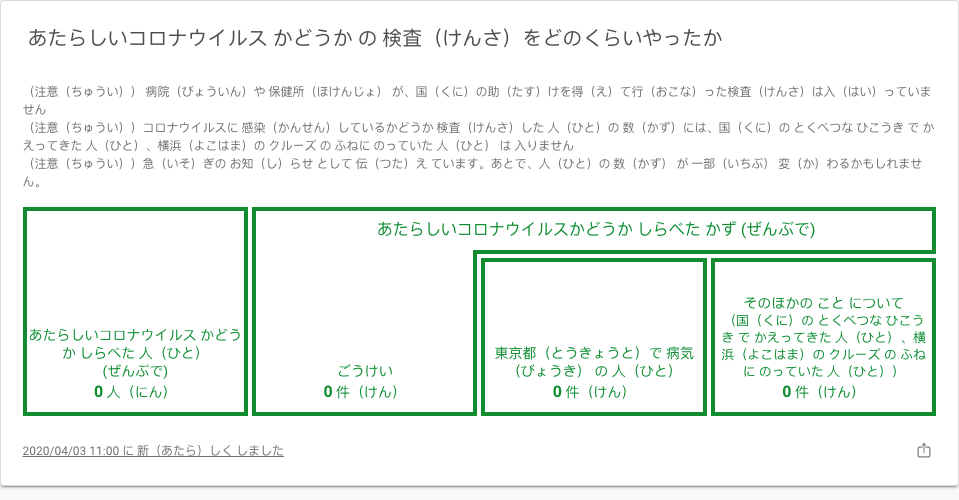 あたらしいコロナウイルス かどうか の 検査（けんさ）をどのくらいやったか
（注意（ちゅうい）） 病院（びょういん）や 保健所（ほけんじょ） が、国（くに）の助（たす）けを得（え）て行（おこな）った検査（けんさ）は入（はい）っていま
せん
（注意（ちゅうい））コロナウイルスに 感染（かんせん）しているかどうか 検査（けんさ）した 人（ひと）の 数（かず）には、国（くに）の とくべつな ひこうき で か
えってきた 人（ひと）、横浜（よこはま）の クルーズ の ふねに のっていた 人（ひと） は 入りません
（注意（ちゅうい））急（いそ）ぎの お知（し）らせ として 伝（つた）え ています。あとで、人（ひと）の 数（かず） が 一部（いちぶ） 変（か）わるかもしれませ
ん。
あたらしいコロナウイルス かどう
か しらべた 人（ひと）
(ぜんぶで)
0 人（にん）
あたらしいコロナウイルスかどうか しらべた かず (ぜんぶで)
ごうけい
0 件（けん）
東京都（とうきょうと）で 病気
（びょうき） の 人（ひと）
0 件（けん）
そのほかの こと について
（国（くに）の とくべつな ひこう
き で かえってきた 人（ひと）、横
浜（よこはま）の クルーズ の ふね
に のっていた 人（ひと））
0 件（けん）
2020/04/03 11:00 に 新（あたら）しく しました